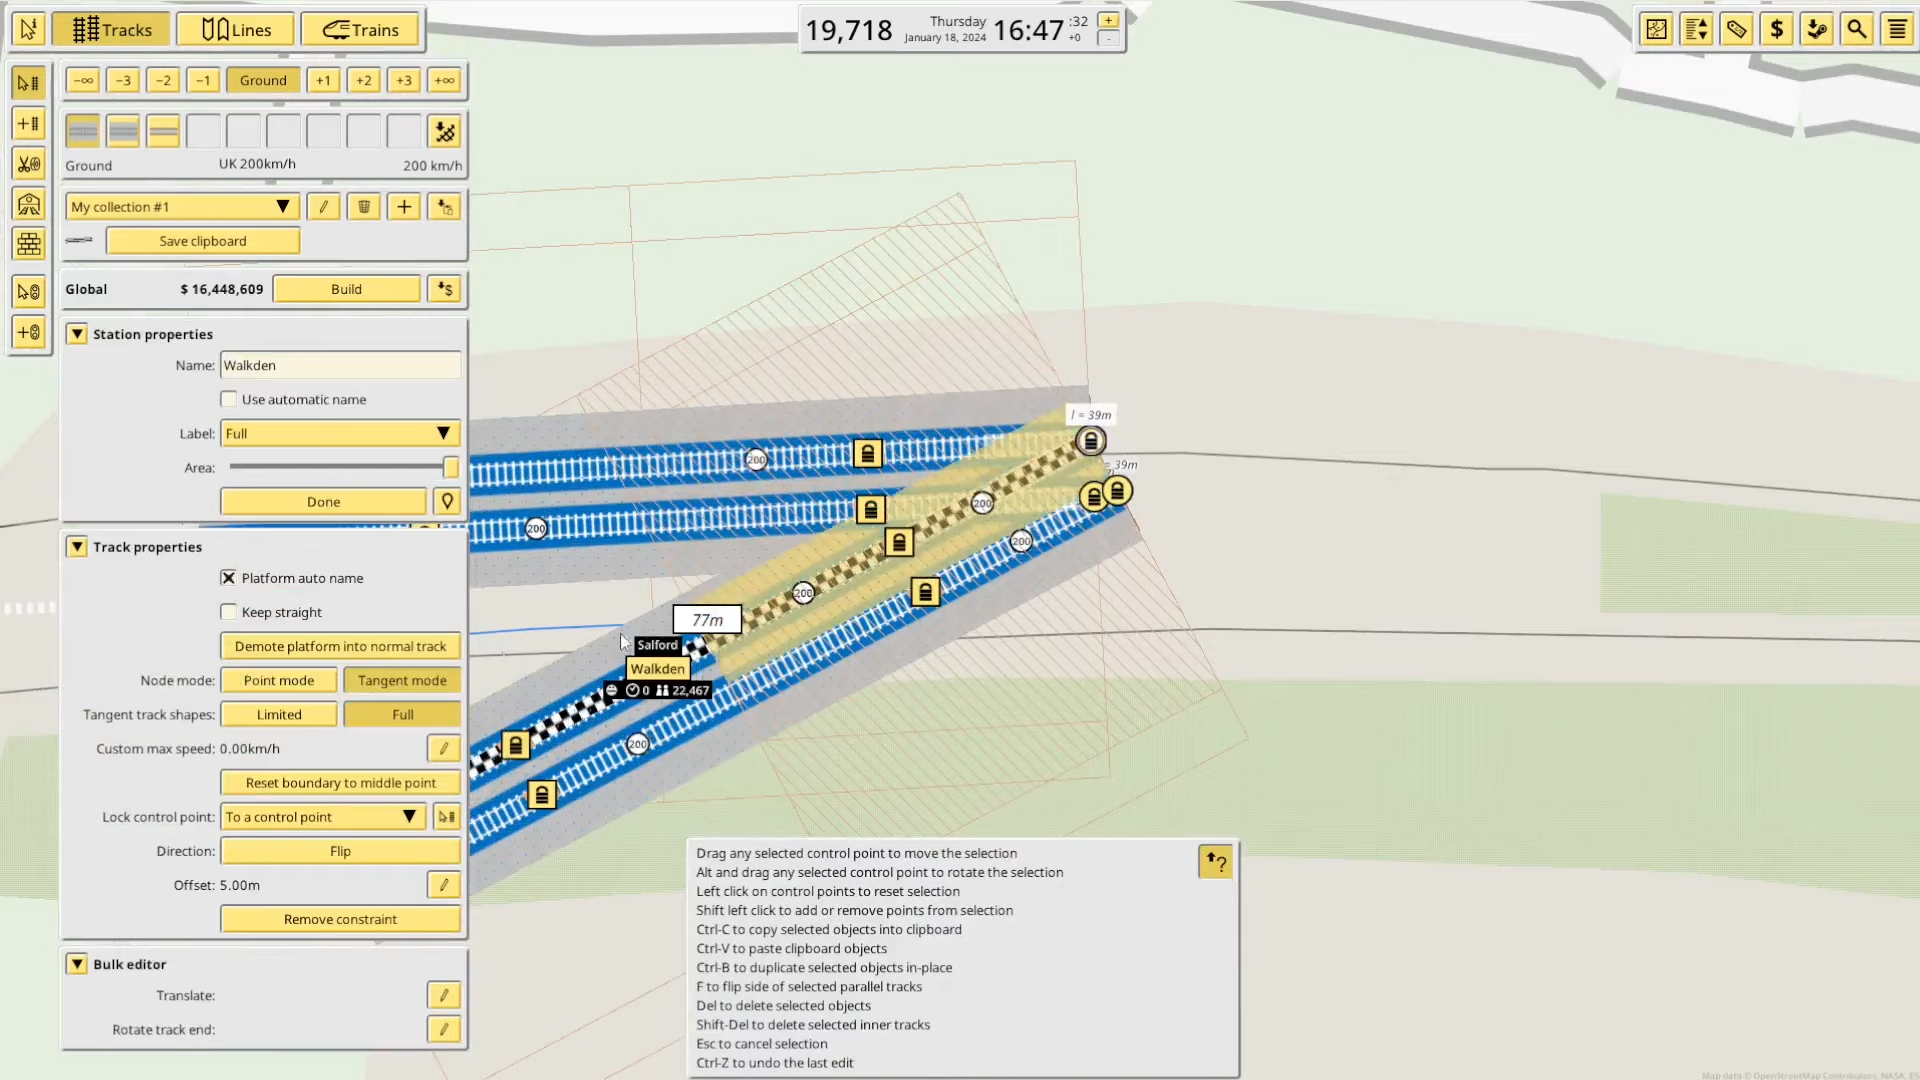 Tracks
Lines
Trains
19,718
Thursday
January 18, 2024
16:47
:32
+0
+
-
$
−∞
−3
−2
−1
Ground
+1
+2
+3
+∞
Ground
UK 200km/h
200 km/h
My collection #1
Save clipboard
Global
$ 16,448,609
Build
Station properties
Name:
Walkden
Use automatic name
Label:
Full
Area:
Done
Track properties
Platform auto name
Keep straight
Demote platform into normal track
Node mode:
Point mode
Tangent mode
Tangent track shapes:
Limited
Full
Custom max speed:
0.00km/h
Reset boundary to middle point
Lock control point:
To a control point
Direction:
Flip
Offset:
5.00m
Remove constraint
Bulk editor
Translate:
Rotate track end:
l = 39m
= 39m
200
200
200
200
200
200
77m
Salford
Walkden
0
22,467
Drag any selected control point to move the selection
Alt and drag any selected control point to rotate the selection
Left click on control points to reset selection
Shift left click to add or remove points from selection
Ctrl-C to copy selected objects into clipboard
Ctrl-V to paste clipboard objects
Ctrl-B to duplicate selected objects in-place
F to flip side of selected parallel tracks
Del to delete selected objects
Shift-Del to delete selected inner tracks
Esc to cancel selection
Ctrl-Z to undo the last edit
?
Map data © OpenStreetMap Contributors, NASA, ES